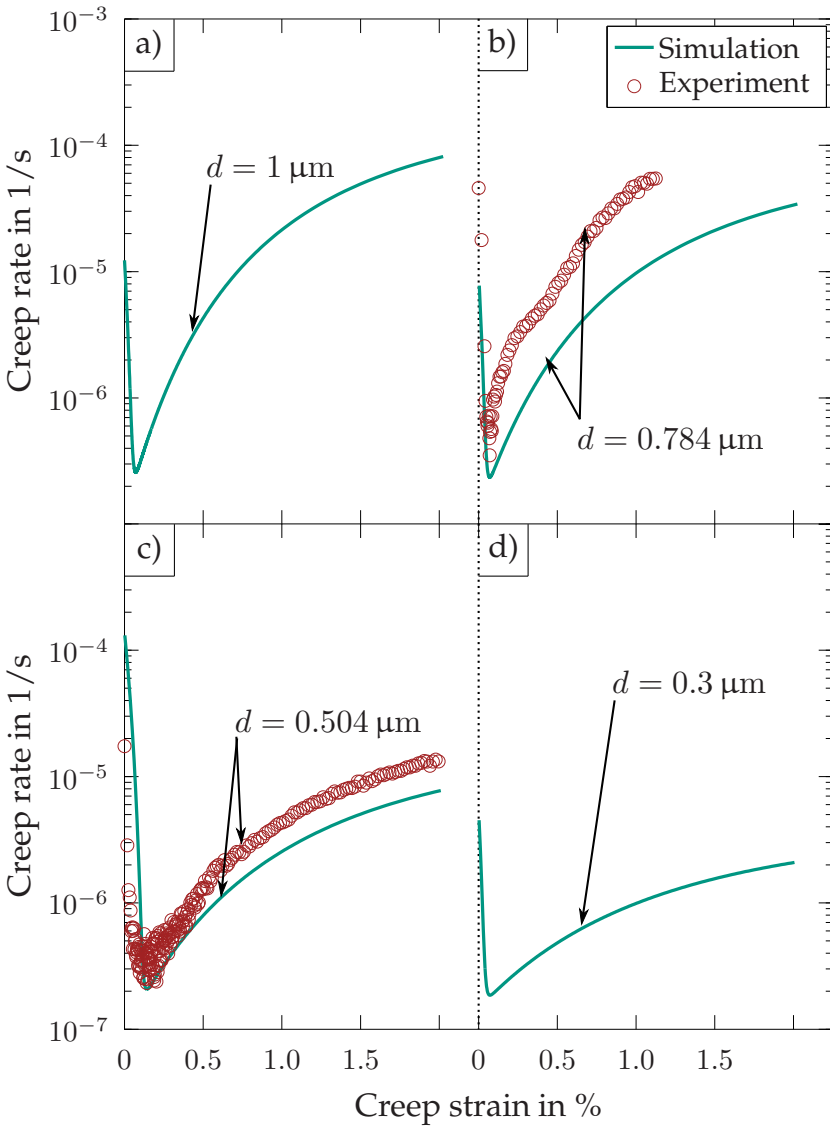 a)
b)
Simulation
Experiment
10⁻³
10⁻⁴
10⁻⁵
10⁻⁶
Creep rate in 1/s
d = 1 µm
d = 0.784 µm
c)
d)
10⁻⁴
10⁻⁵
10⁻⁶
10⁻⁷
Creep rate in 1/s
d = 0.504 µm
d = 0.3 µm
0 0.5 1.0 1.5 0 0.5 1.0 1.5
Creep strain in %